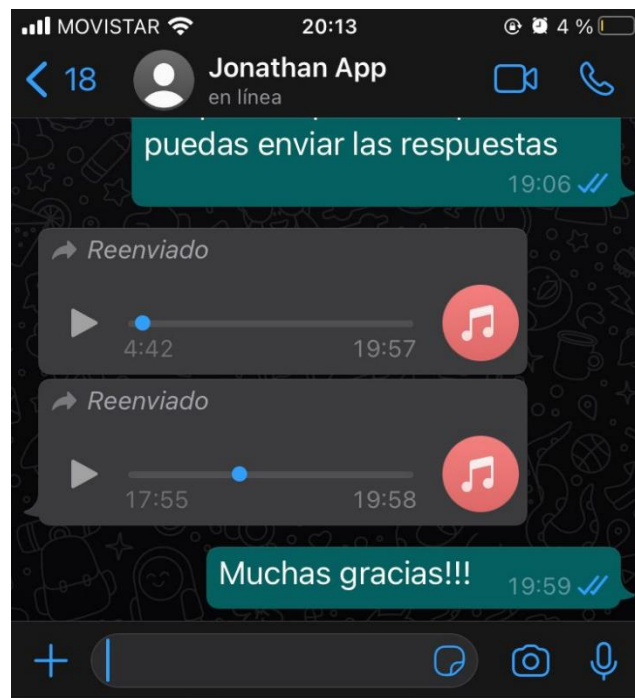 MOVISTAR 20:13 4 %
18 Jonathan App
en línea
puedas enviar las respuestas
19:06
Reenviado
4:42 19:57
Reenviado
17:55 19:58
Muchas gracias!!! 19:59